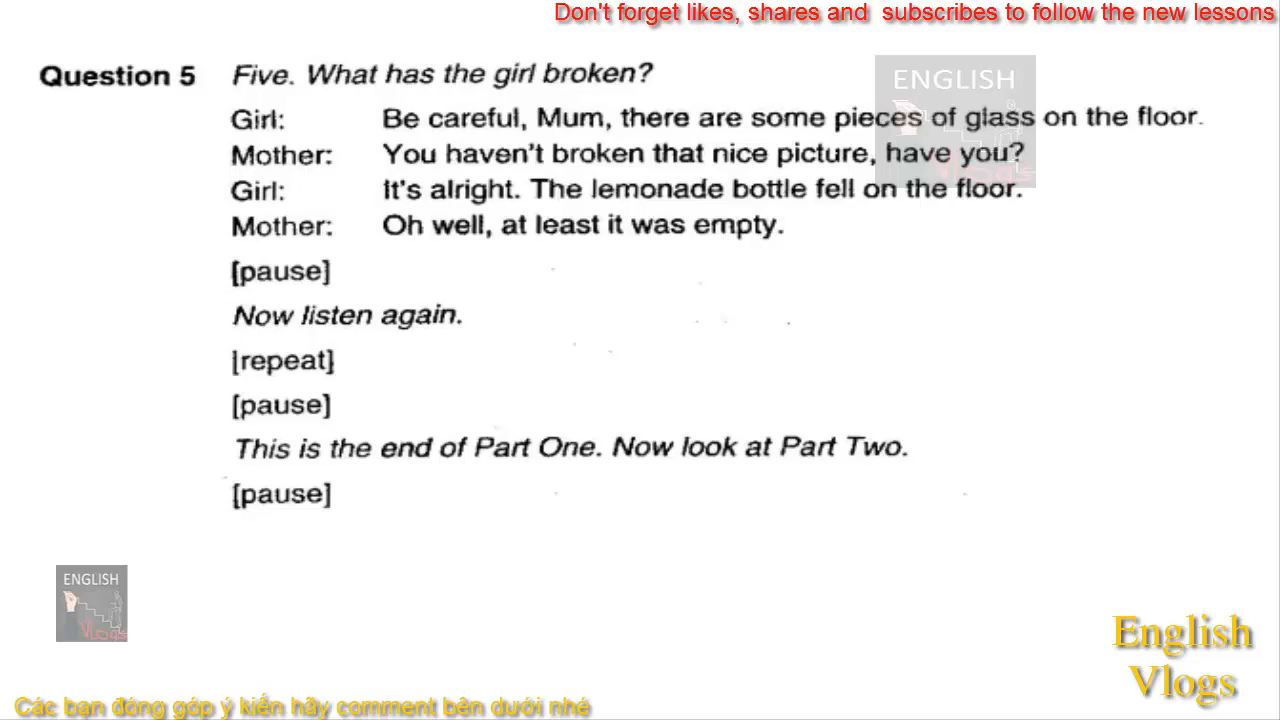 Don't forget likes, shares and subscribes to follow the new lessons
Question 5 Five. What has the girl broken?
Girl: Be careful, Mum, there are some pieces of glass on the floor.
Mother: You haven't broken that nice picture, have you?
Girl: It's alright. The lemonade bottle fell on the floor.
Mother: Oh well, at least it was empty.
[pause]
Now listen again.
[repeat]
[pause]
This is the end of Part One. Now look at Part Two.
[pause]
ENGLISH
Vlogs
ENGLISH
Vlogs
English
Vlogs
Các bạn đóng góp ý kiến hãy comment bên dưới nhé